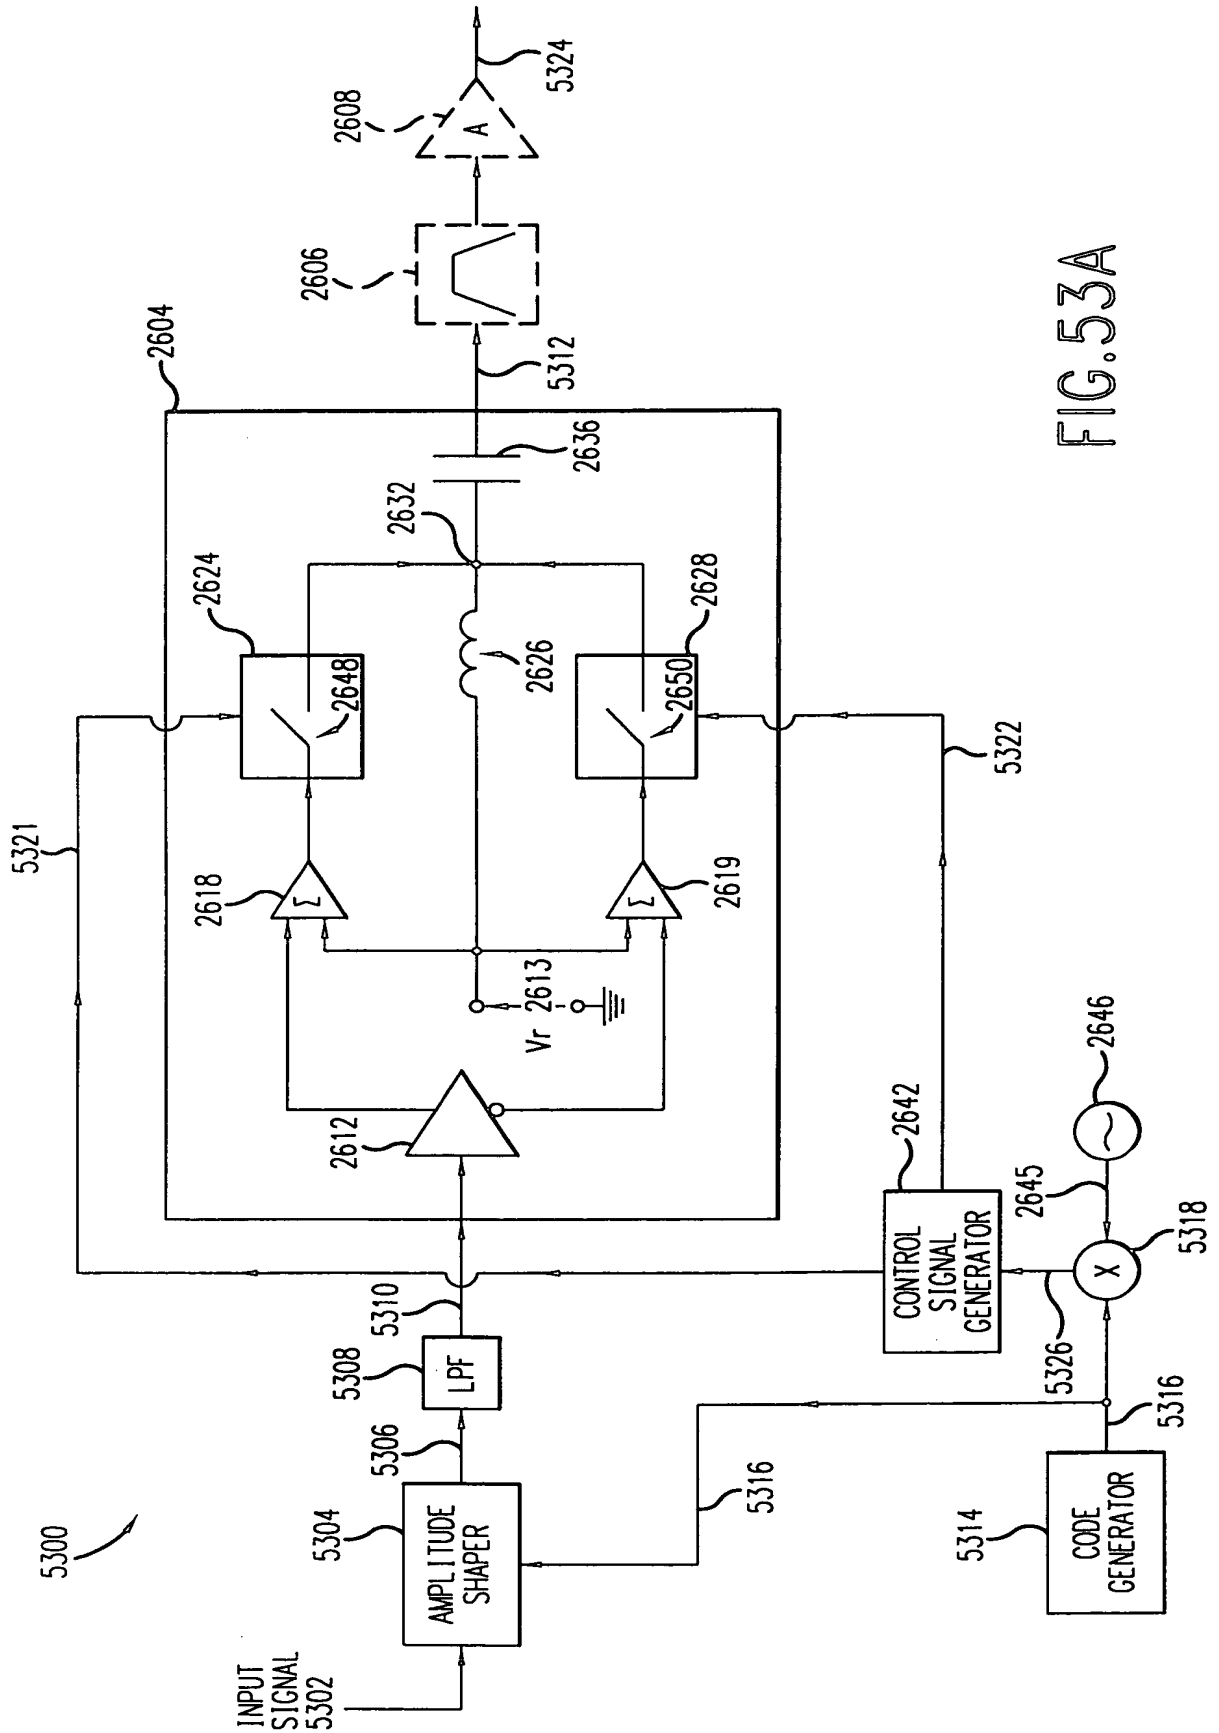 5300
INPUT
SIGNAL
5302
5304
AMPLITUDE
SHAPER
5306
5308
LPF
5310
5316
5314
CODE
GENERATOR
5316
5318
X
5326
2645
2646
2642
CONTROL
SIGNAL
GENERATOR
5321
5322
2604
2612
Vr
2613
2618
Σ
2619
Σ
2624
2648
2626
2628
2650
2632
2636
5312
2606
2608
A
5324
FIG.53A